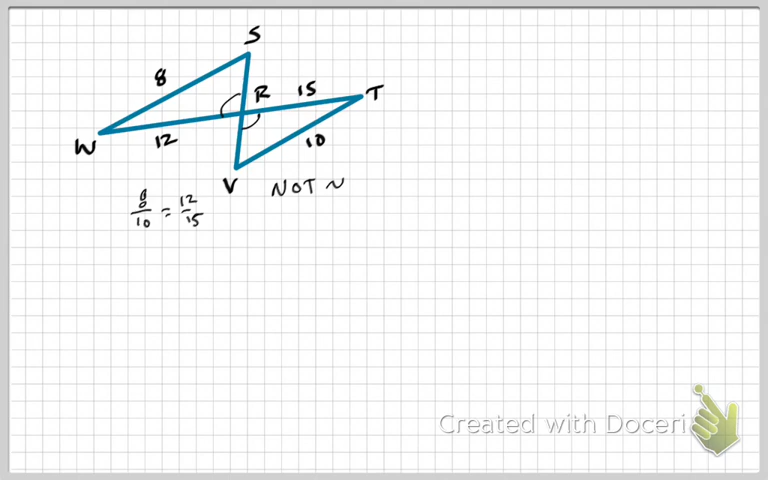 S
8
R
15
T
W
12
10
V
NOT ~
8/10 = 12/15
Created with Doceri